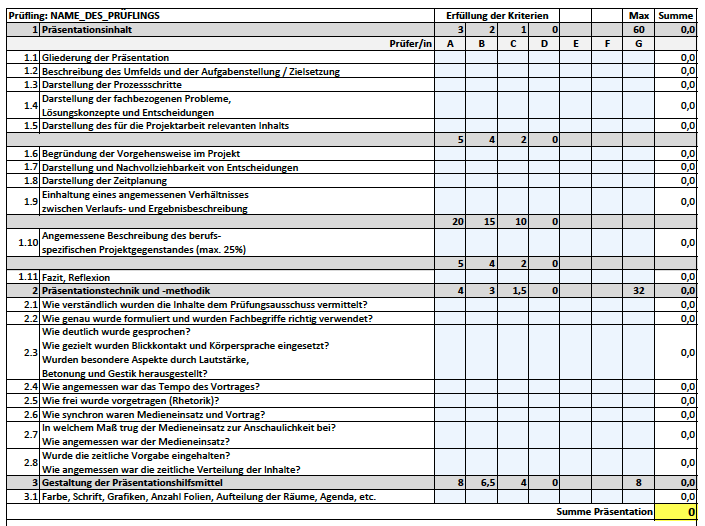 Prüfling: NAME_DES_PRÜFLINGS Erfüllung der Kriterien Max Summe
1 Präsentationsinhalt 3 2 1 0 60 0,0
Prüfer/in A B C D E F G
1.1 Gliederung der Präsentation 0,0
1.2 Beschreibung des Umfelds und der Aufgabenstellung / Zielsetzung 0,0
1.3 Darstellung der Prozessschritte 0,0
1.4 Darstellung der fachbezogenen Probleme,
Lösungskonzepte und Entscheidungen 0,0
1.5 Darstellung des für die Projektarbeit relevanten Inhalts 0,0
5 4 2 0
1.6 Begründung der Vorgehensweise im Projekt 0,0
1.7 Darstellung und Nachvollziehbarkeit von Entscheidungen 0,0
1.8 Darstellung der Zeitplanung 0,0
1.9 Einhaltung eines angemessenen Verhältnisses
zwischen Verlaufs- und Ergebnisbeschreibung 0,0
20 15 10 0
1.10 Angemessene Beschreibung des berufs-
spezifischen Projektgegenstandes (max. 25%) 0,0
5 4 2 0
1.11 Fazit, Reflexion 0,0
2 Präsentationstechnik und -methodik 4 3 1,5 0 32 0,0
2.1 Wie verständlich wurden die Inhalte dem Prüfungsausschuss vermittelt? 0,0
2.2 Wie genau wurde formuliert und wurden Fachbegriffe richtig verwendet? 0,0
2.3 Wie deutlich wurde gesprochen?
Wie gezielt wurden Blickkontakt und Körpersprache eingesetzt?
Wurden besondere Aspekte durch Lautstärke,
Betonung und Gestik herausgestellt? 0,0
2.4 Wie angemessen war das Tempo des Vortrages? 0,0
2.5 Wie frei wurde vorgetragen (Rhetorik)? 0,0
2.6 Wie synchron waren Medieneinsatz und Vortrag? 0,0
2.7 In welchem Maß trug der Medieneinsatz zur Anschaulichkeit bei?
Wie angemessen war der Medieneinsatz? 0,0
2.8 Wurde die zeitliche Vorgabe eingehalten?
Wie angemessen war die zeitliche Verteilung der Inhalte? 0,0
3 Gestaltung der Präsentationshilfsmittel 8 6,5 4 0 8 0,0
3.1 Farbe, Schrift, Grafiken, Anzahl Folien, Aufteilung der Räume, Agenda, etc. 0,0
Summe Präsentation 0